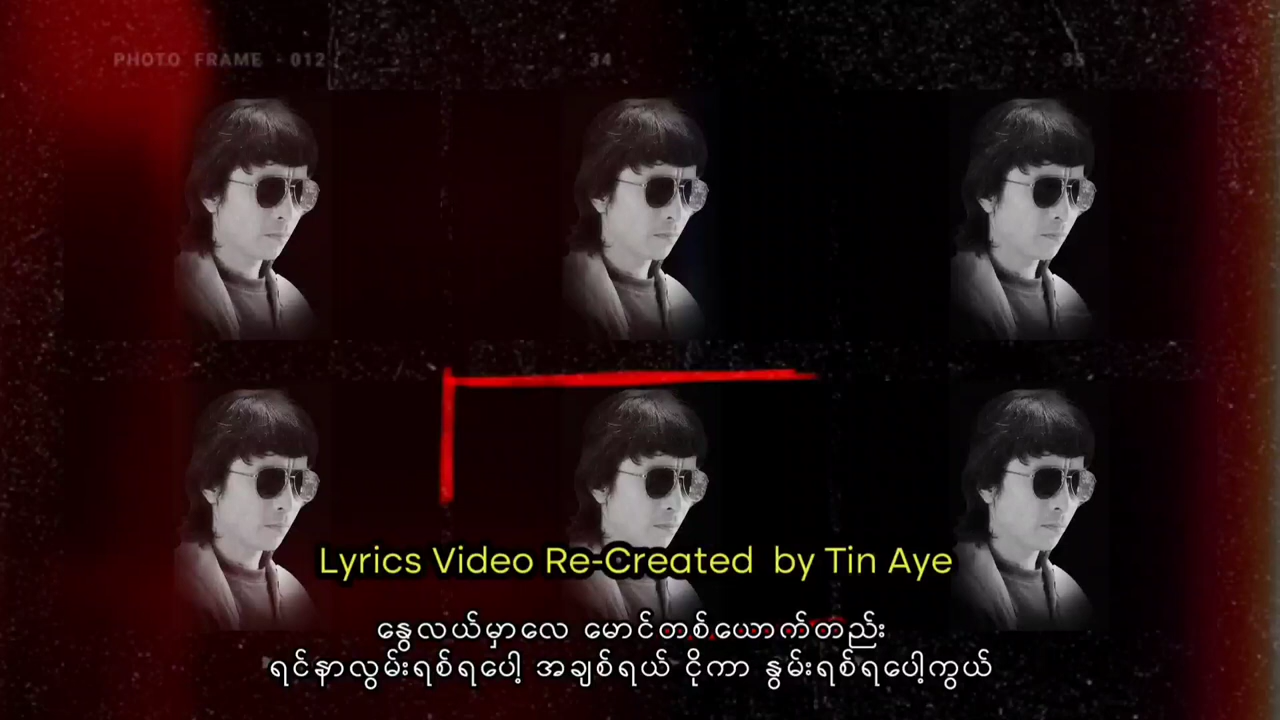 PHOTO FRAME · 012
34
35
Lyrics Video Re-Created by Tin Aye
နွေလယ်မှာလေ မောင်တစ်ယောက်တည်း
ရင်နာလွမ်းရစ်ရပေါ့ အချစ်ရယ် ငိုကာ နွမ်းရစ်ရပေါ့ကွယ်